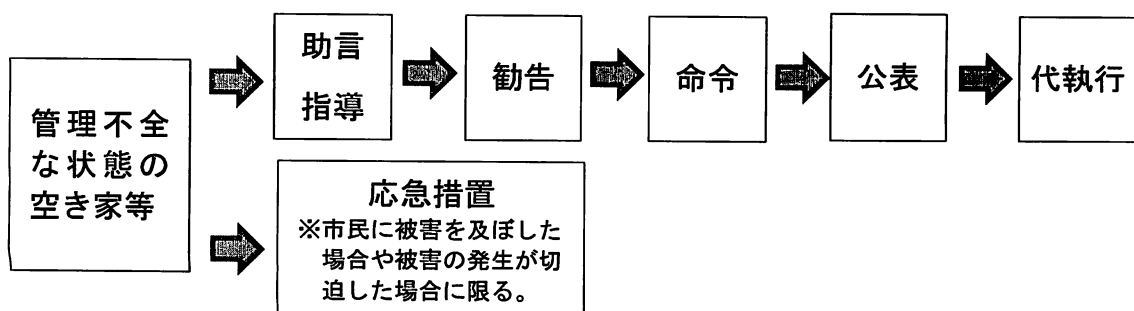 管理不全
な状態の
空き家等
助言
指導
勧告
命令
公表
代執行
応急措置
※市民に被害を及ぼした
場合や被害の発生が切
迫した場合に限る。